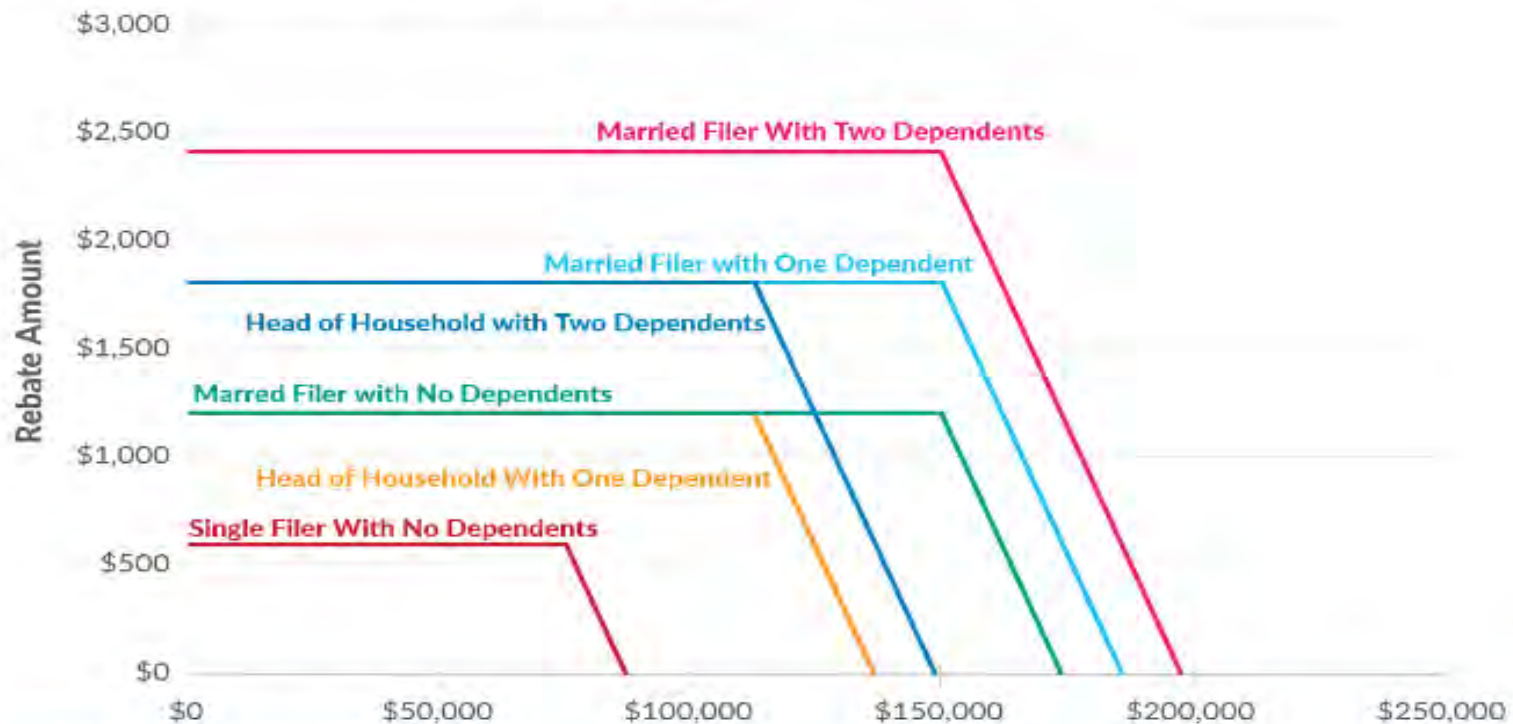 $3,000
$2,500
Married Filer With Two Dependents
$2,000
Married Filer with One Dependent
Head of Household with Two Dependents
$1,500
Marred Filer with No Dependents
$1,000
Head of Household With One Dependent
Single Filer With No Dependents
$500
$0
Rebate Amount
$0 $50,000 $100,000 $150,000 $200,000 $250,000